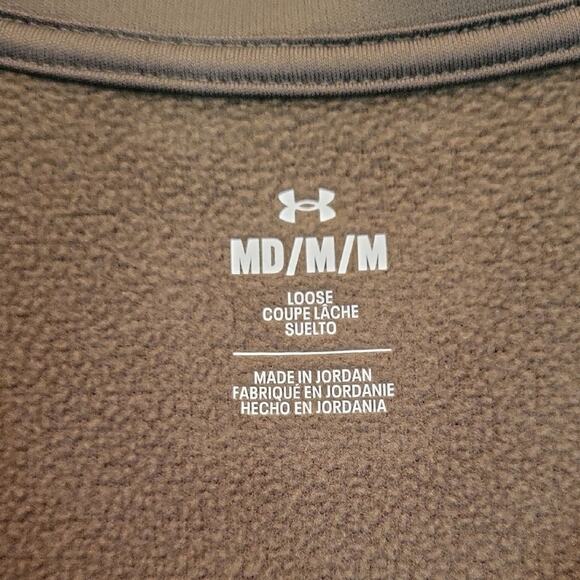 MD/M/M
LOOSE
COUPE LÂCHE
SUELTO
MADE IN JORDAN
FABRIQUÉ EN JORDANIE
HECHO EN JORDANIA